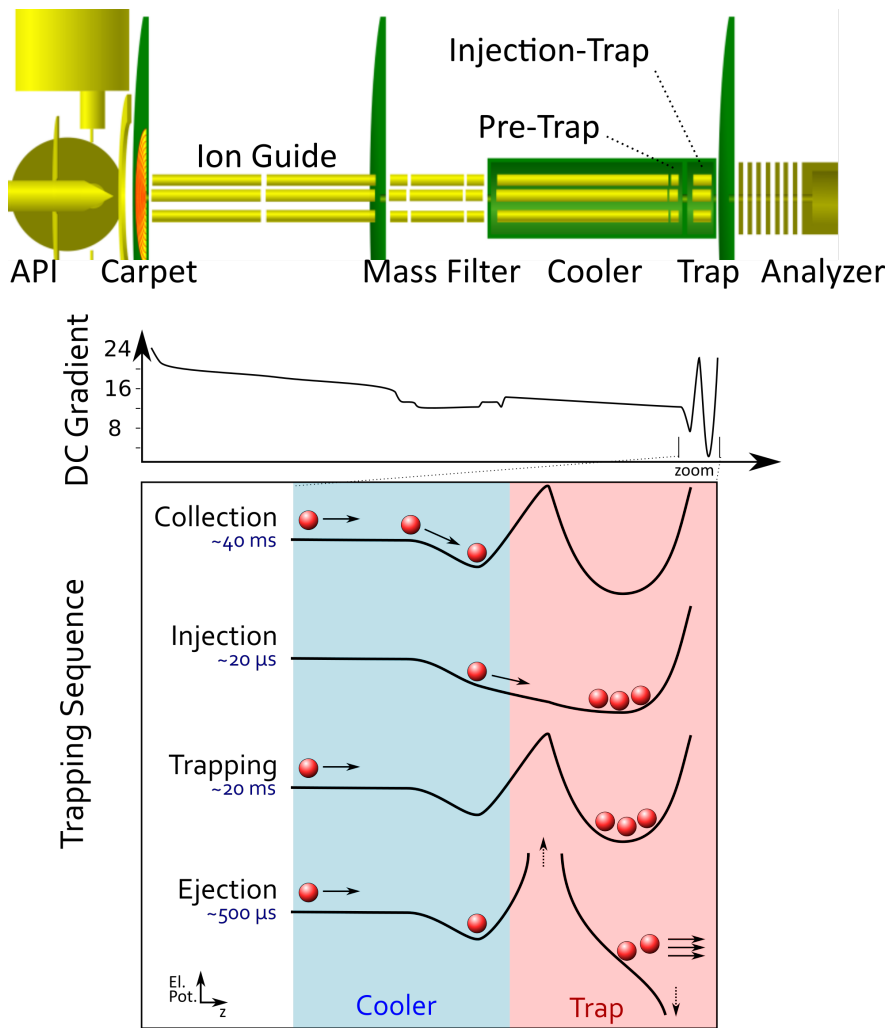 Injection-Trap
Pre-Trap
Ion Guide
API
Carpet
Mass Filter
Cooler
Trap
Analyzer
DC Gradient
24
16
8
zoom
Trapping Sequence
Collection
~40 ms
Injection
~20 µs
Trapping
~20 ms
Ejection
~500 µs
El.
Pot.
z
Cooler
Trap